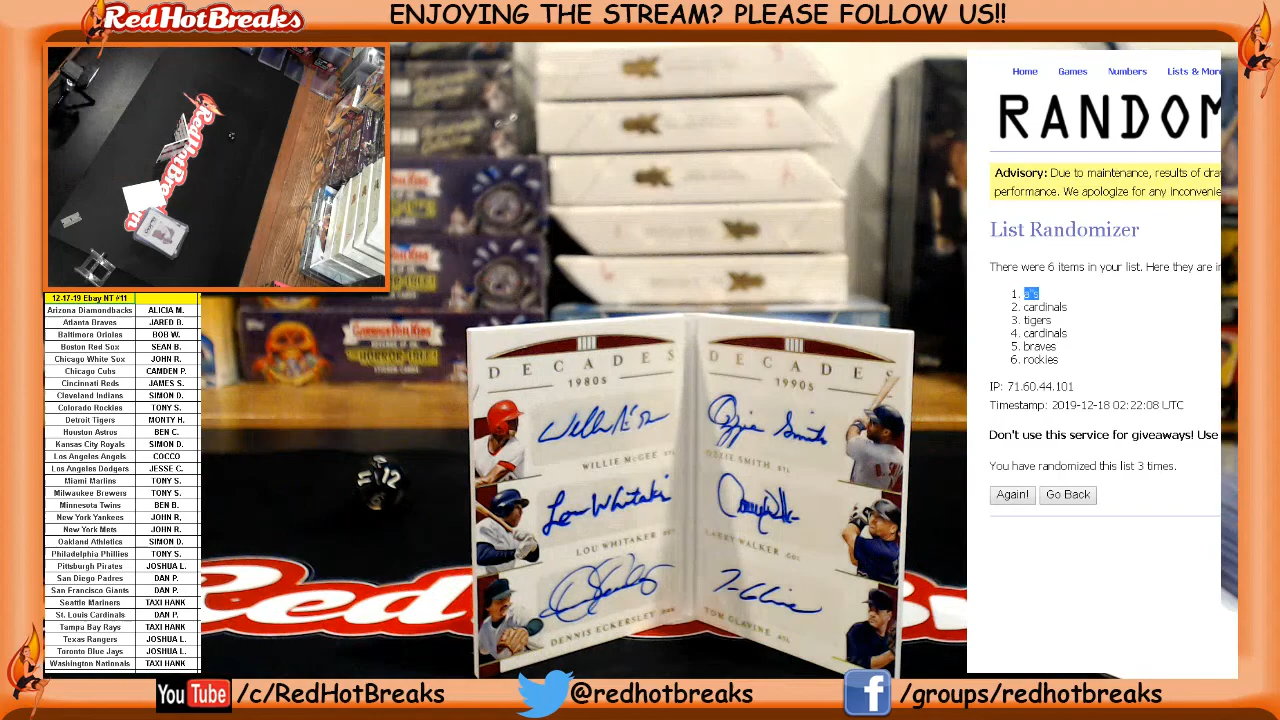 RedHotBreaks
ENJOYING THE STREAM? PLEASE FOLLOW US!!
12-17-19 Ebay NT #11
Arizona Diamondbacks ALICIA M.
Atlanta Braves JARED B.
Baltimore Orioles BOB W.
Boston Red Sox SEAN B.
Chicago White Sox JOHN R.
Chicago Cubs CAMDEN P.
Cincinnati Reds JAMES S.
Cleveland Indians SIMON D.
Colorado Rockies TONY S.
Detroit Tigers MONTY H.
Houston Astros BEN C.
Kansas City Royals SIMON D.
Los Angeles Angels COCCO
Los Angeles Dodgers JESSE C.
Miami Marlins TONY S.
Milwaukee Brewers TONY S.
Minnesota Twins BEN B.
New York Yankees JOHN R,
New York Mets JOHN R.
Oakland Athletics SIMON D.
Philadelphia Phillies TONY S.
Pittsburgh Pirates JOSHUA L.
San Diego Padres DAN P.
San Francisco Giants DAN P.
Seattle Mariners TAXI HANK
St. Louis Cardinals DAN P.
Tampa Bay Rays TAXI HANK
Texas Rangers JOSHUA L.
Toronto Blue Jays JOSHUA L.
Washington Nationals TAXI HANK
DECADES
1980s
WILLIE McGEE STL
LOU WHITAKER DET
DENNIS ECKERSLEY
DECADES
1990s
OZZIE SMITH STL
LARRY WALKER COL
TOM GLAVINE ATL
12
Red
Home Games Numbers Lists & More
RANDOM
Advisory: Due to maintenance, results of dra
performance. We apologize for any inconvenie
List Randomizer
There were 6 items in your list. Here they are in
1. a's
2. cardinals
3. tigers
4. cardinals
5. braves
6. rockies
IP: 71.60.44.101
Timestamp: 2019-12-18 02:22:08 UTC
Don't use this service for giveaways! Use
You have randomized this list 3 times.
Again! Go Back
YouTube /c/RedHotBreaks
@redhotbreaks
f /groups/redhotbreaks